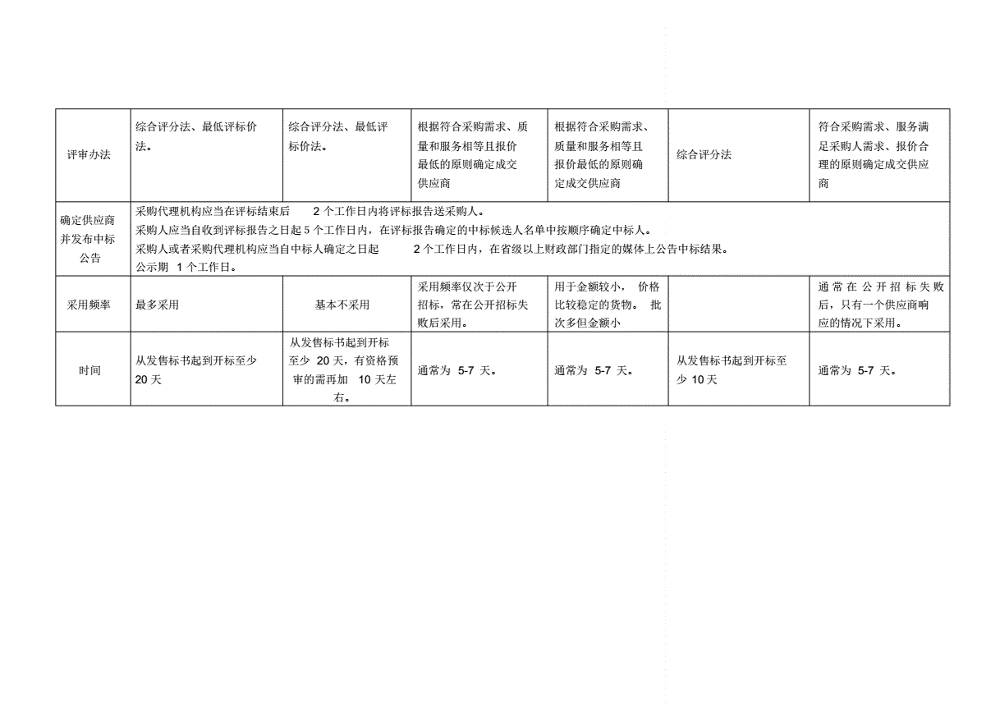 评审办法
综合评分法、最低评标价
法。
综合评分法、最低评
标价法。
根据符合采购需求、质
量和服务相等且报价
最低的原则确定成交
供应商
根据符合采购需求、
质量和服务相等且
报价最低的原则确
定成交供应商
综合评分法
符合采购需求、服务满
足采购人需求、报价合
理的原则确定成交供应
商
确定供应商
并发布中标
公告
采购代理机构应当在评标结束后 2 个工作日内将评标报告送采购人。
采购人应当自收到评标报告之日起 5 个工作日内，在评标报告确定的中标候选人名单中按顺序确定中标人。
采购人或者采购代理机构应当自中标人确定之日起 2 个工作日内，在省级以上财政部门指定的媒体上公告中标结果。
公示期 1 个工作日。
采用频率
最多采用
基本不采用
采用频率仅次于公开
招标，常在公开招标失
败后采用。
用于金额较小， 价格
比较稳定的货物。 批
次多但金额小
通常在公开招标失败
后，只有一个供应商响
应的情况下采用。
时间
从发售标书起到开标至少
20 天
从发售标书起到开标
至少 20 天，有资格预
审的需再加 10 天左
右。
通常为 5-7 天。
通常为 5-7 天。
从发售标书起到开标至
少 10 天
通常为 5-7 天。